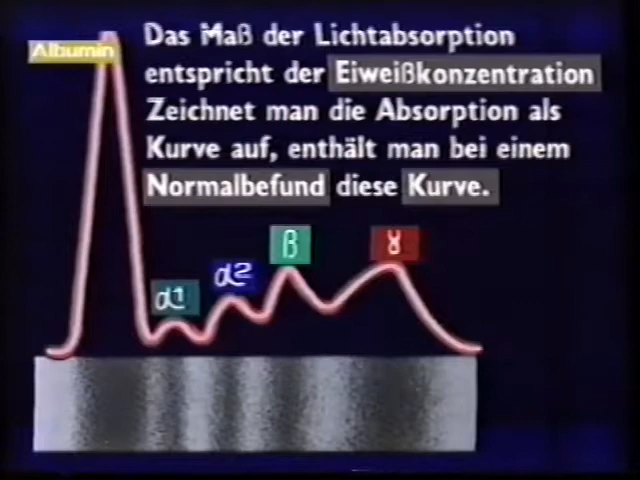 Albumin
Das Maß der Lichtabsorption
entspricht der Eiweißkonzentration
Zeichnet man die Absorption als
Kurve auf, enthält man bei einem
Normalbefund diese Kurve.
α1
α2
β
γ